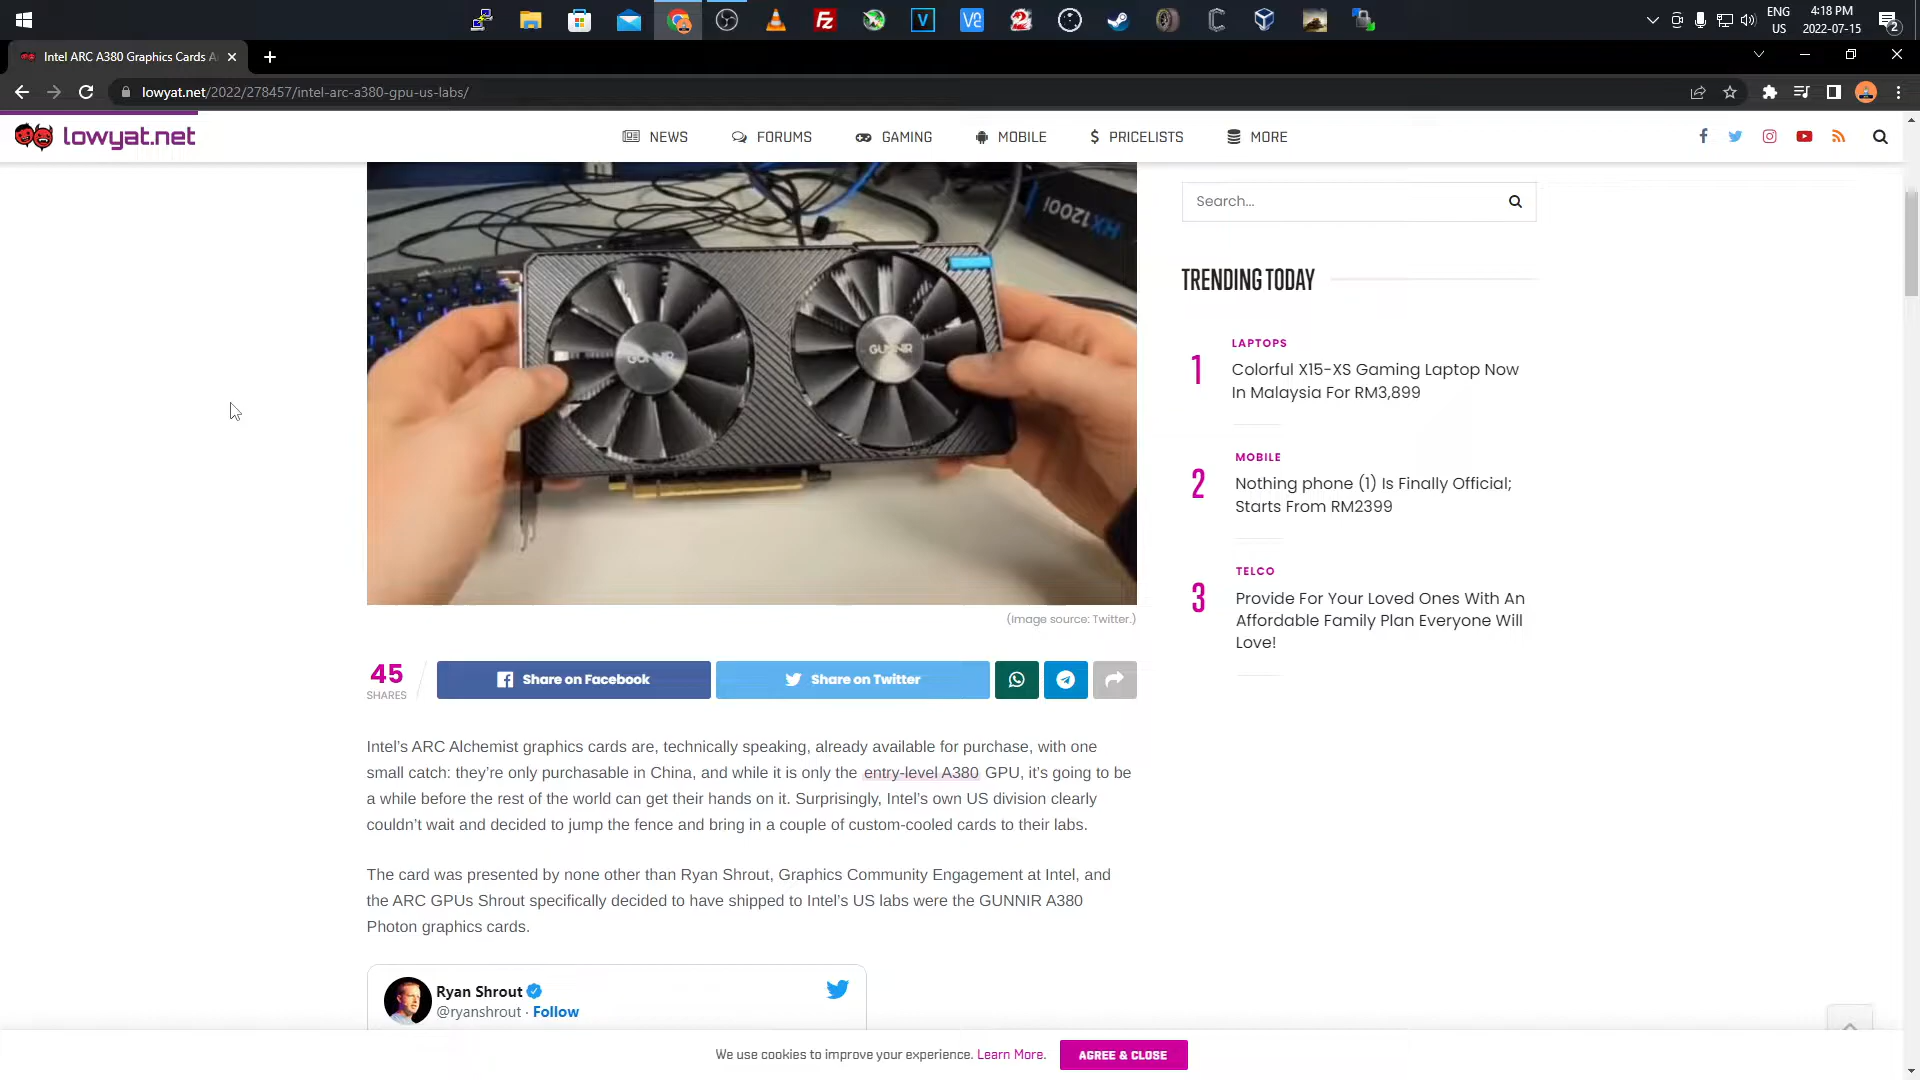 ENG
US
4:18 PM
2022-07-15
2
Intel ARC A380 Graphics Cards A
lowyat.net/2022/278457/intel-arc-a380-gpu-us-labs/
lowyat.net
NEWS
FORUMS
GAMING
MOBILE
$ PRICELISTS
MORE
HX1200i
GUNNIR
GUNNIR
(Image source: Twitter.)
45
SHARES
Share on Facebook
Share on Twitter
Intel's ARC Alchemist graphics cards are, technically speaking, already available for purchase, with one
small catch: they're only purchasable in China, and while it is only the entry-level A380 GPU, it's going to be
a while before the rest of the world can get their hands on it. Surprisingly, Intel's own US division clearly
couldn't wait and decided to jump the fence and bring in a couple of custom-cooled cards to their labs.
The card was presented by none other than Ryan Shrout, Graphics Community Engagement at Intel, and
the ARC GPUs Shrout specifically decided to have shipped to Intel's US labs were the GUNNIR A380
Photon graphics cards.
Ryan Shrout
@ryanshrout · Follow
Search...
TRENDING TODAY
1
LAPTOPS
Colorful X15-XS Gaming Laptop Now
In Malaysia For RM3,899
2
MOBILE
Nothing phone (1) Is Finally Official;
Starts From RM2399
3
TELCO
Provide For Your Loved Ones With An
Affordable Family Plan Everyone Will
Love!
We use cookies to improve your experience. Learn More.
AGREE & CLOSE